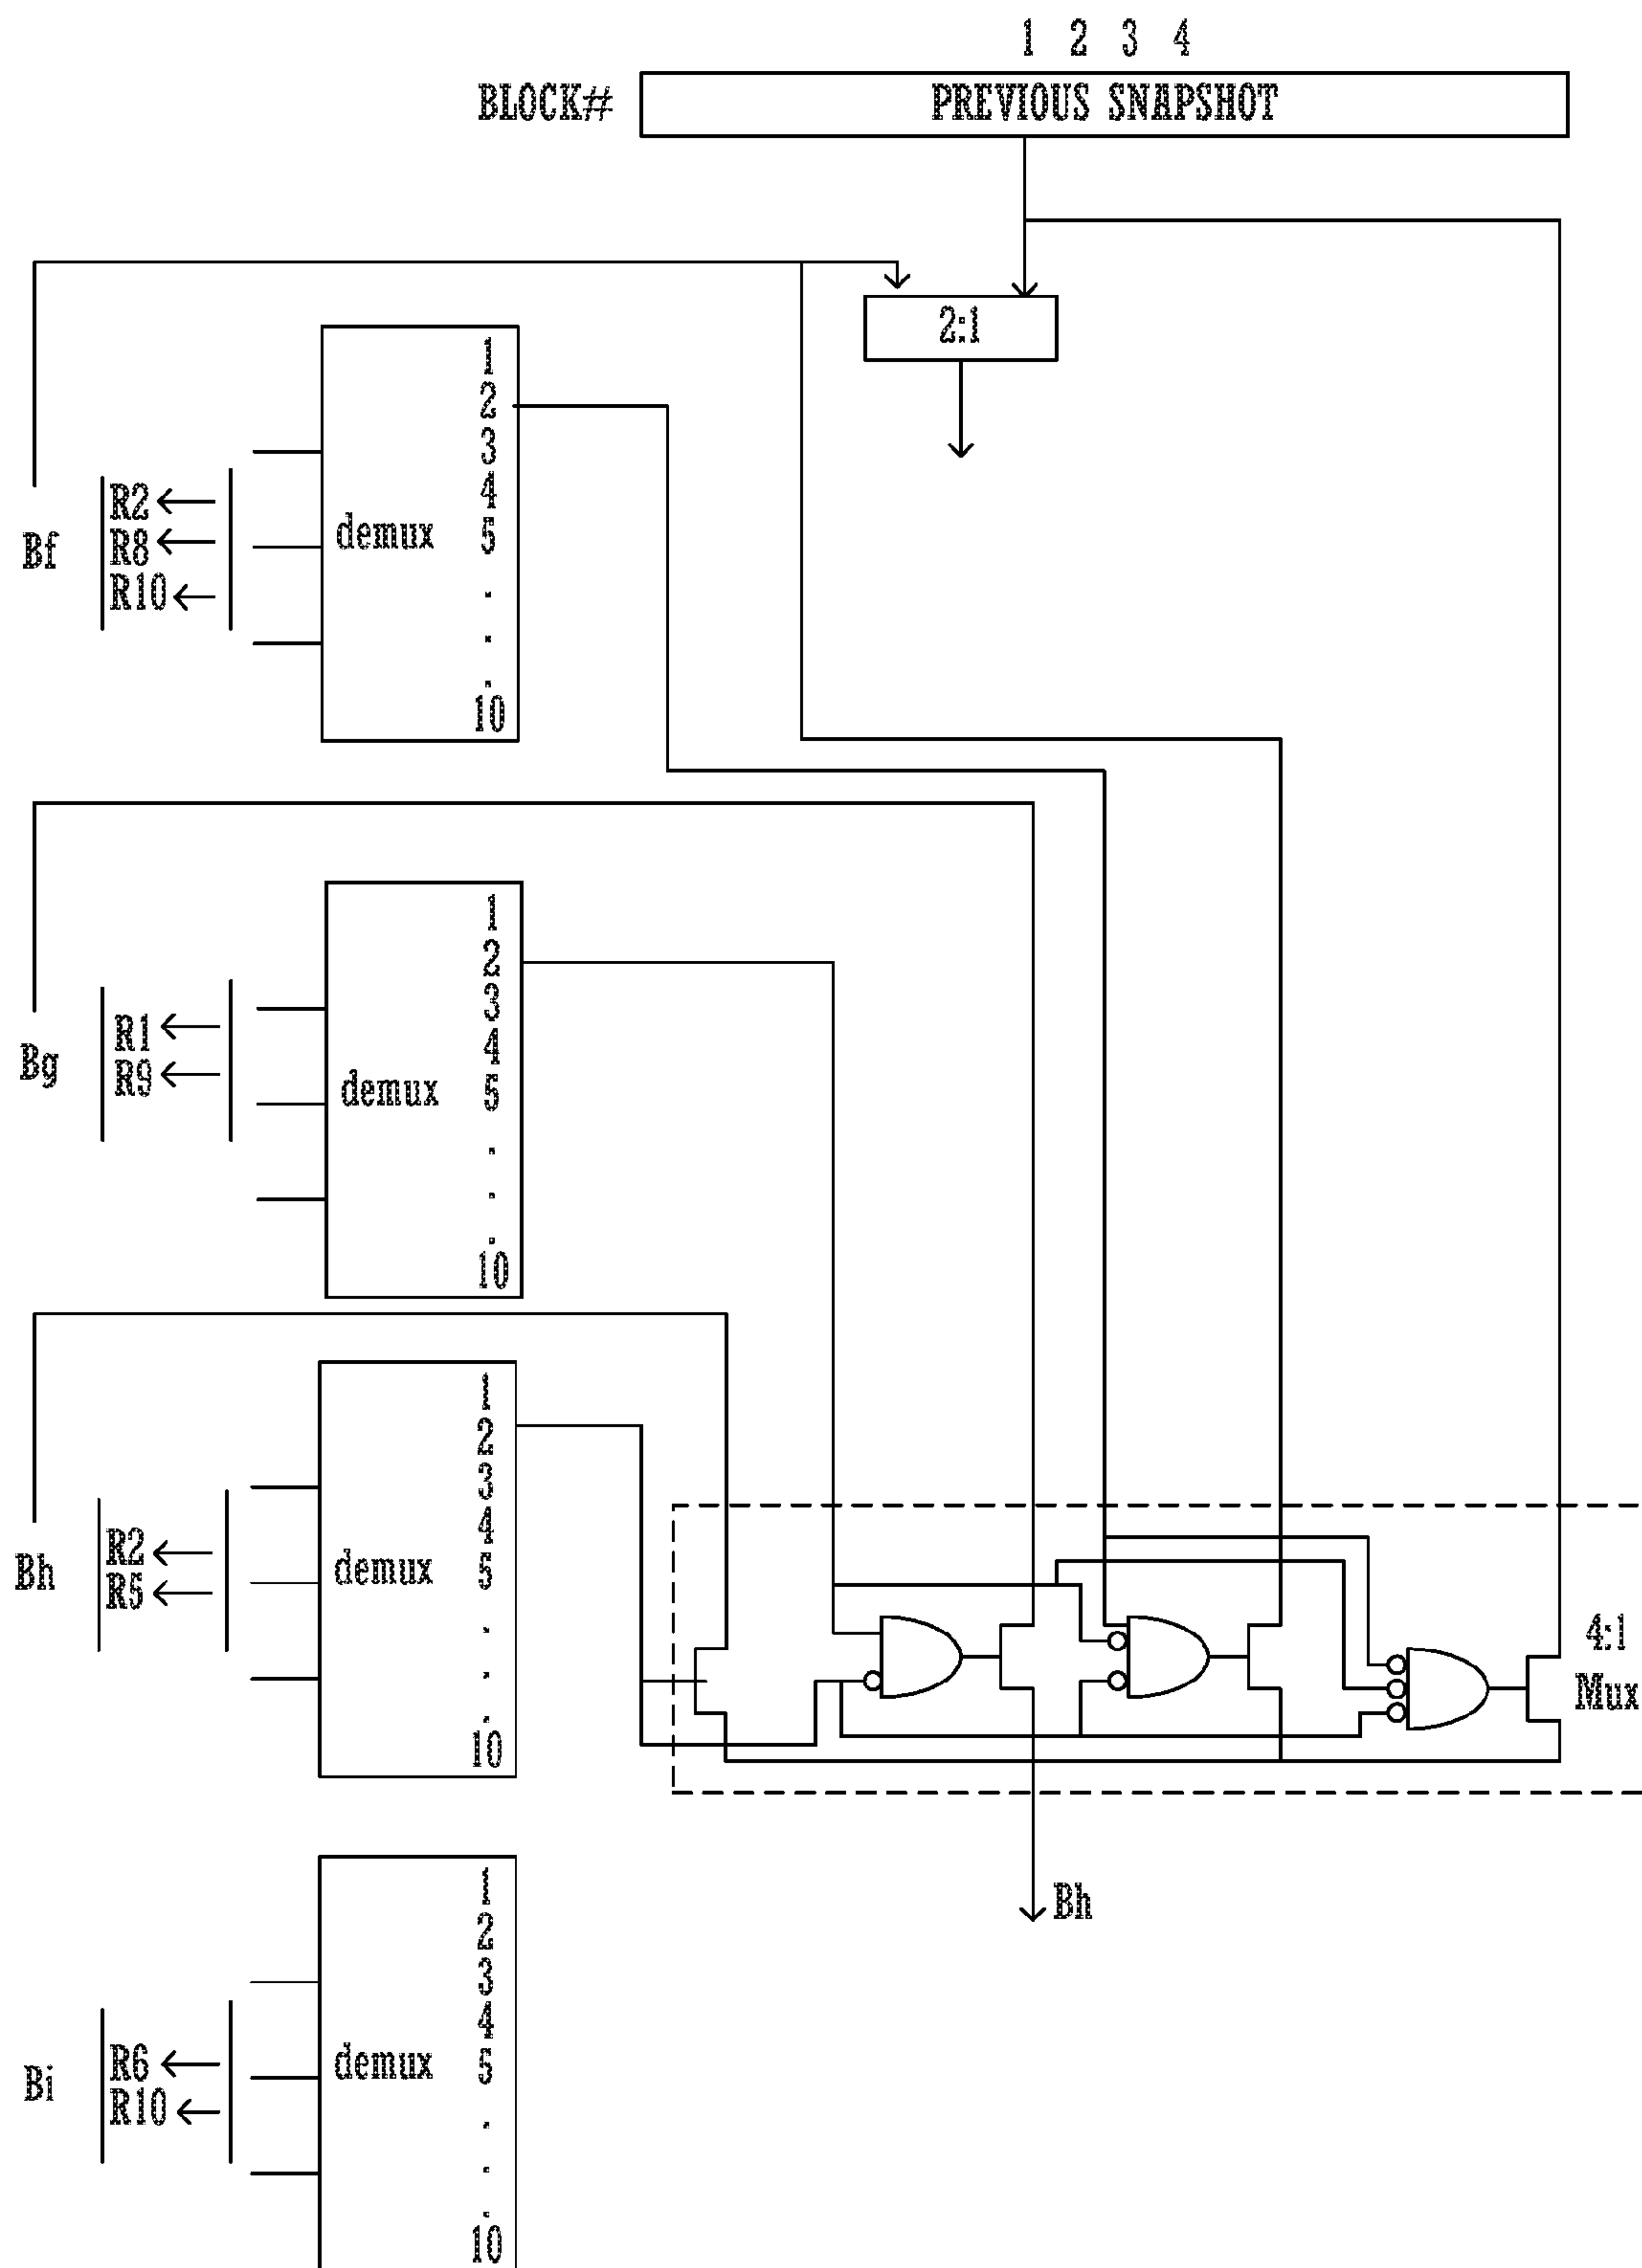 1 2 3 4
BLOCK# PREVIOUS SNAPSHOT
2:1
Bf
R2
R8
R10
demux
1
2
3
4
5
.
.
.
10
Bg
R1
R9
demux
1
2
3
4
5
.
.
.
10
Bh
R2
R5
demux
1
2
3
4
5
.
.
.
10
4:1
Mux
Bh
Bi
R6
R10
demux
1
2
3
4
5
.
.
.
10